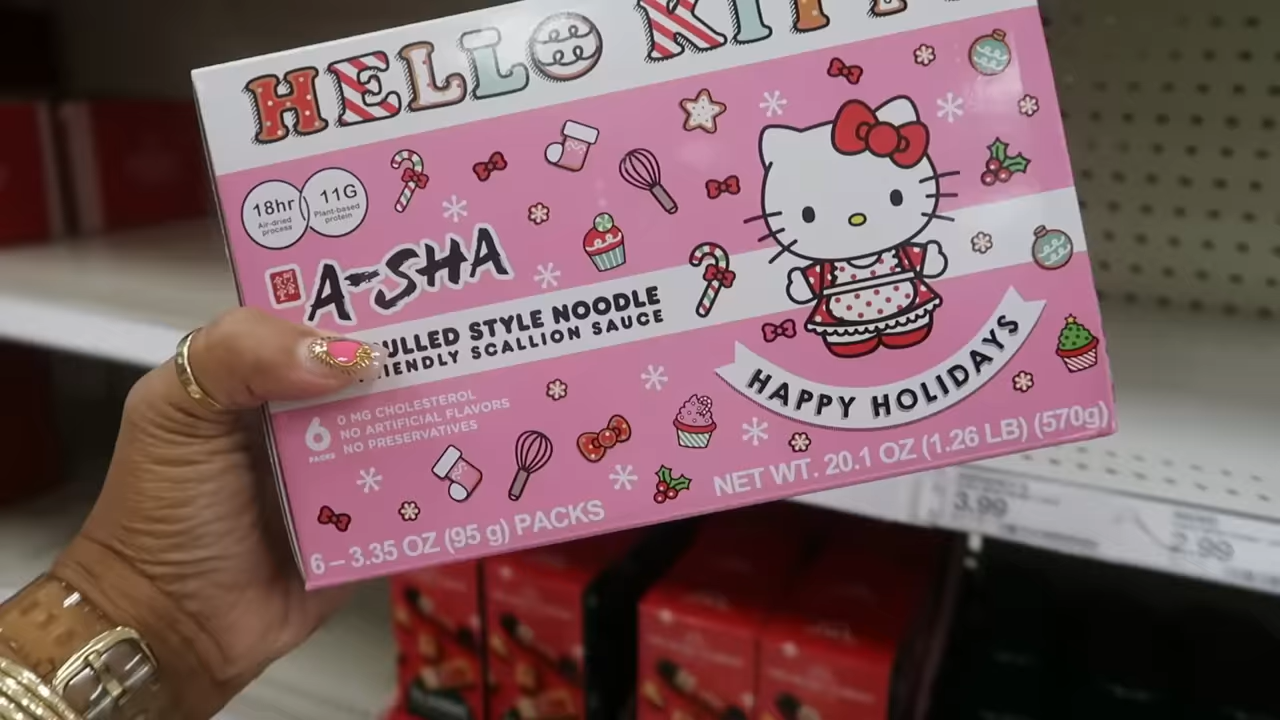 HELLO KITTY
18hr
Air-dried
process
11G
Plant-based
protein
A-SHA
ULLED STYLE NOODLE
IENDLY SCALLION SAUCE
HAPPY HOLIDAYS
6
PACKS
0 MG CHOLESTEROL
NO ARTIFICIAL FLAVORS
NO PRESERVATIVES
NET WT. 20.1 OZ (1.26 LB) (570g)
6 – 3.35 OZ (95 g) PACKS
3.99